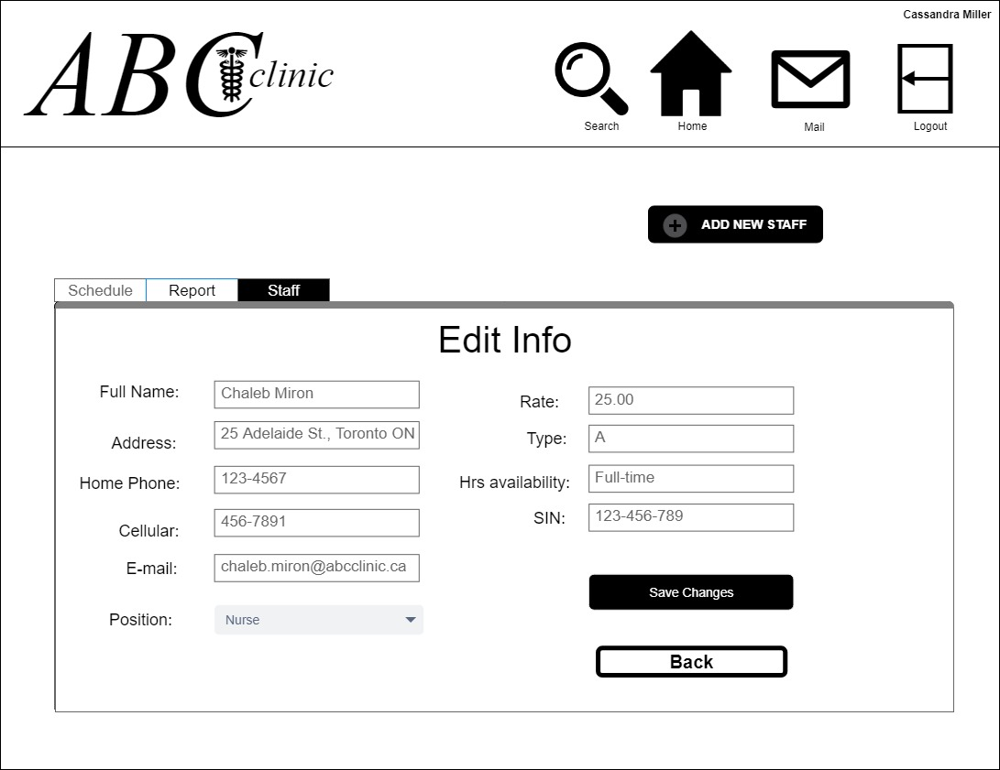 Cassandra Miller
ABC clinic
Search
Home
Mail
Logout
ADD NEW STAFF
Schedule
Report
Staff
Edit Info
Full Name:
Chaleb Miron
Address:
25 Adelaide St., Toronto ON
Home Phone:
123-4567
Cellular:
456-7891
E-mail:
chaleb.miron@abcclinic.ca
Position:
Nurse
Rate:
25.00
Type:
A
Hrs availability:
Full-time
SIN:
123-456-789
Save Changes
Back